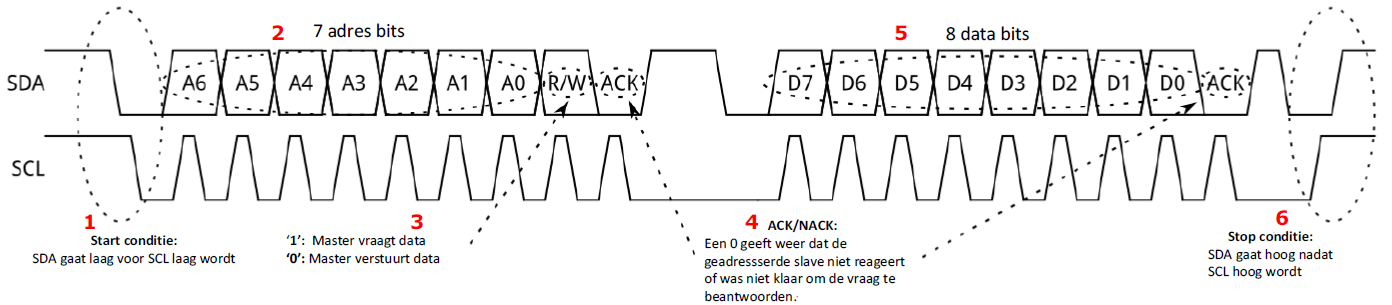 2 7 adres bits
5 8 data bits
SDA A6 A5 A4 A3 A2 A1 A0 R/W ACK D7 D6 D5 D4 D3 D2 D1 D0 ACK
SCL
1
Start conditie:
SDA gaat laag voor SCL laag wordt
3
‘1’: Master vraagt data
‘0’: Master verstuurt data
4 ACK/NACK:
Een 0 geeft weer dat de
geadressserde slave niet reageert
of was niet klaar om de vraag te
beantwoorden.
6
Stop conditie:
SDA gaat hoog nadat
SCL hoog wordt